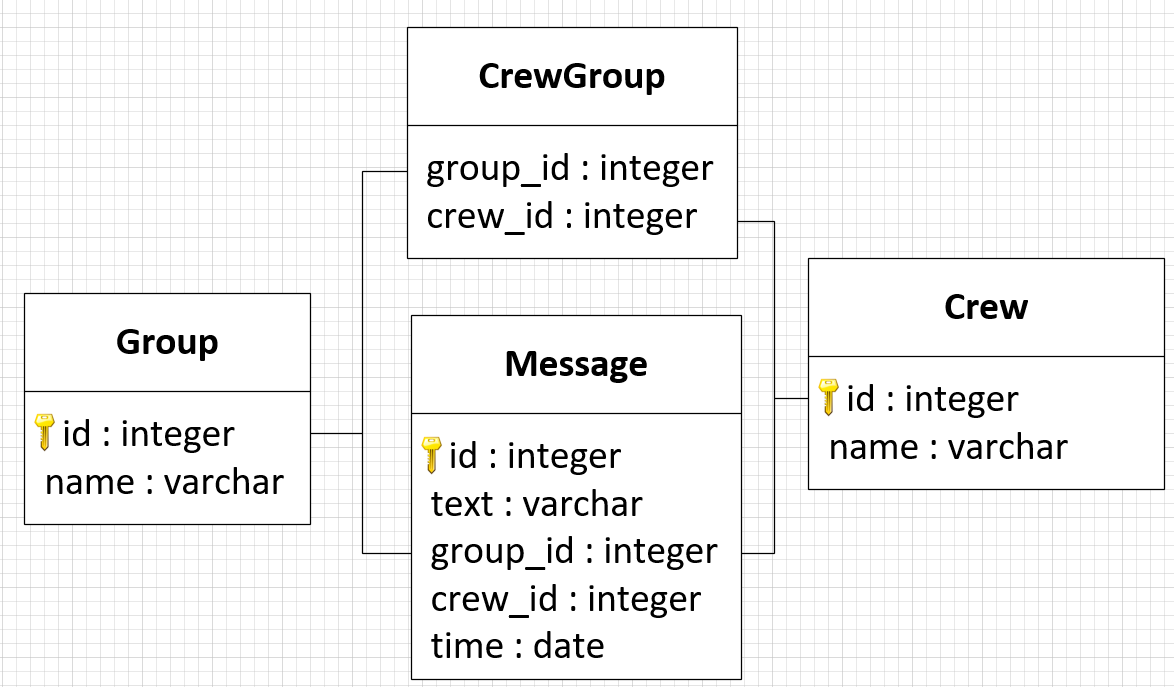 CrewGroup
group_id : integer
crew_id : integer
Group
id : integer
name : varchar
Message
id : integer
text : varchar
group_id : integer
crew_id : integer
time : date
Crew
id : integer
name : varchar